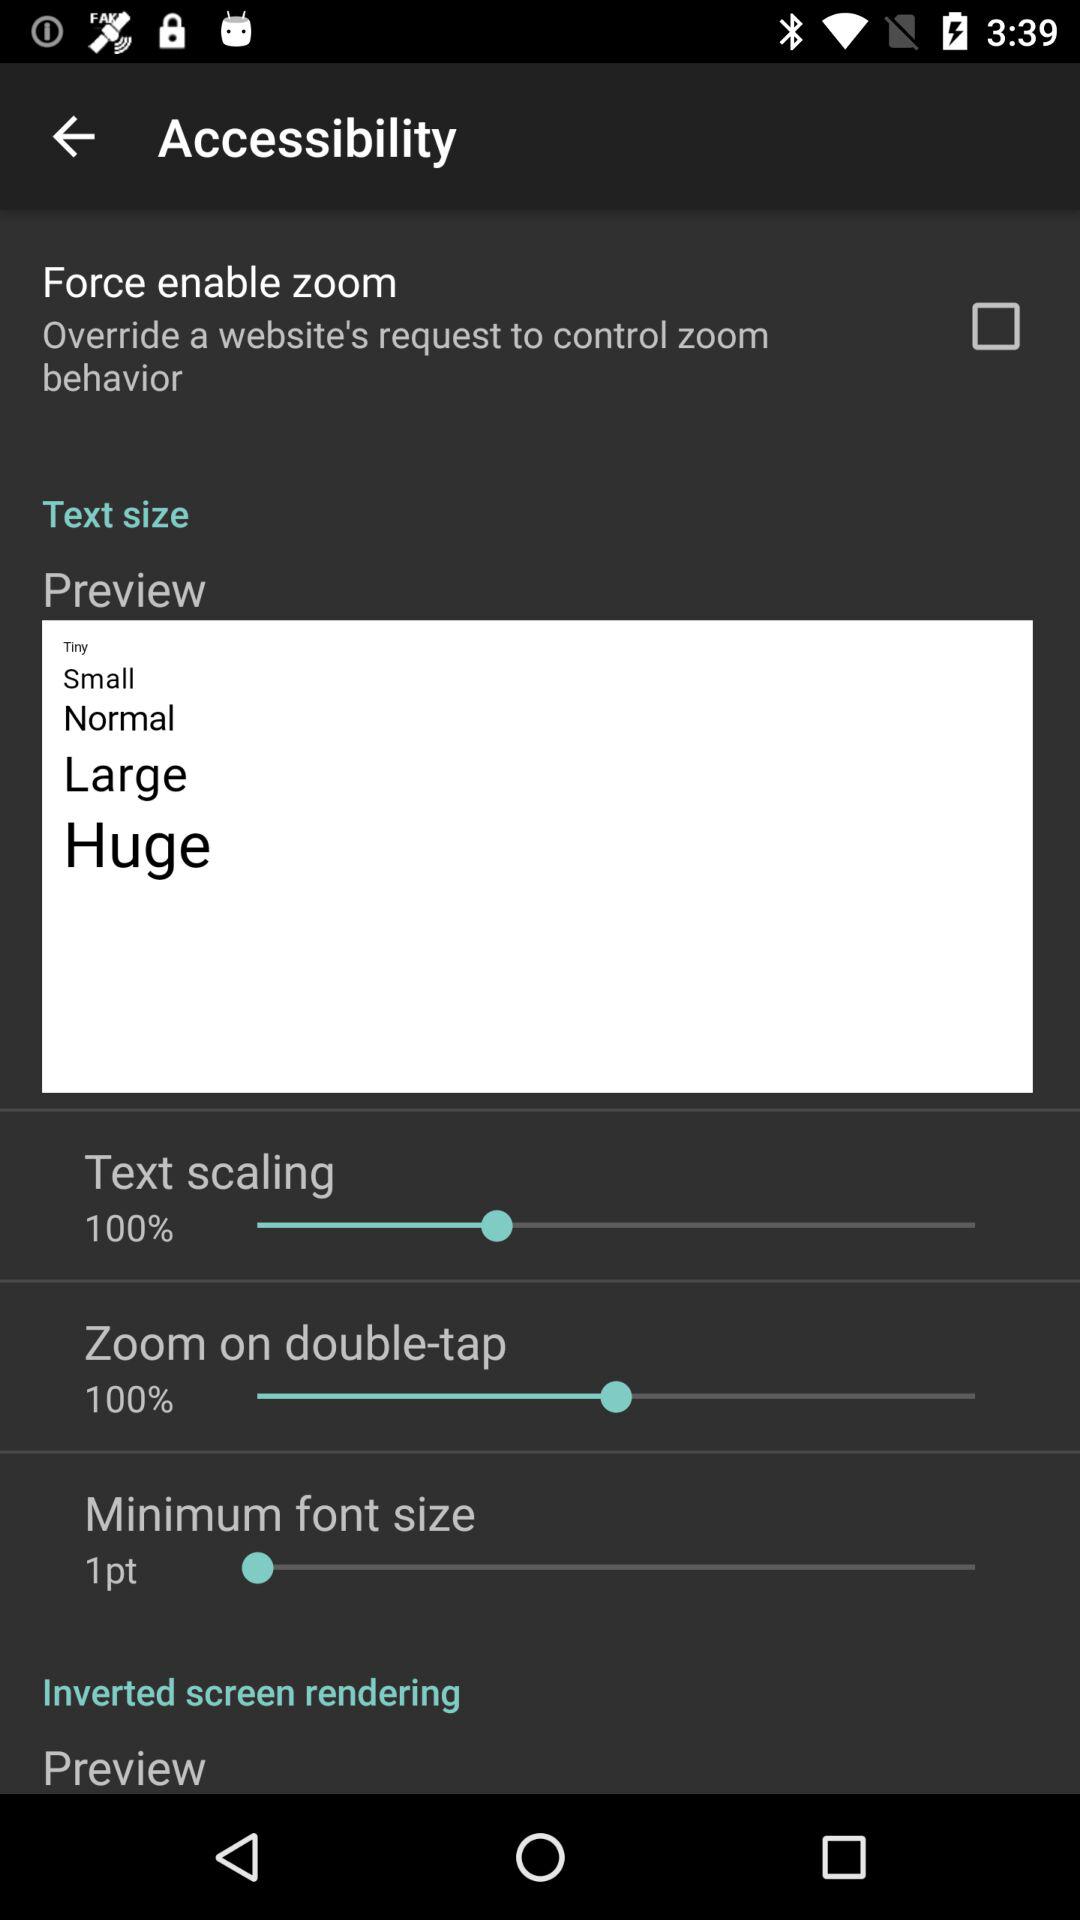 FAKE
3:39
Accessibility
Force enable zoom
Override a website's request to control zoom
behavior
Text size
Preview
Tiny
Small
Normal
Large
Huge
Text scaling
100%
Zoom on double-tap
100%
Minimum font size
1pt
Inverted screen rendering
Preview